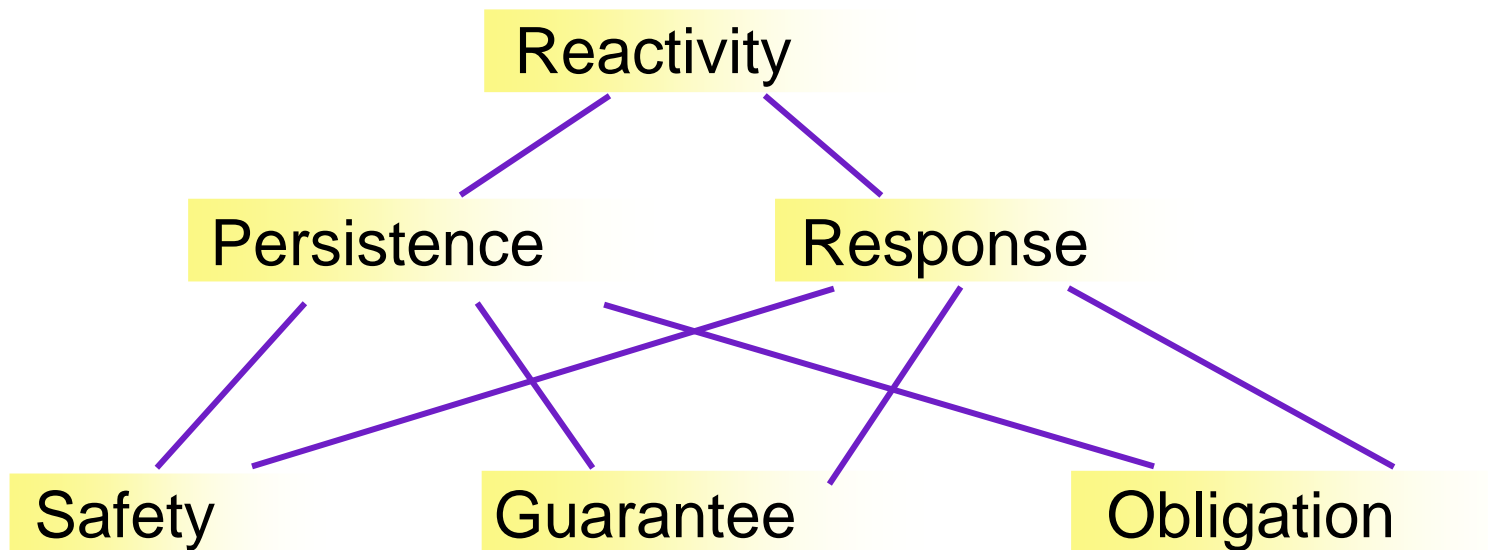 Reactivity
Persistence
Response
Safety
Guarantee
Obligation